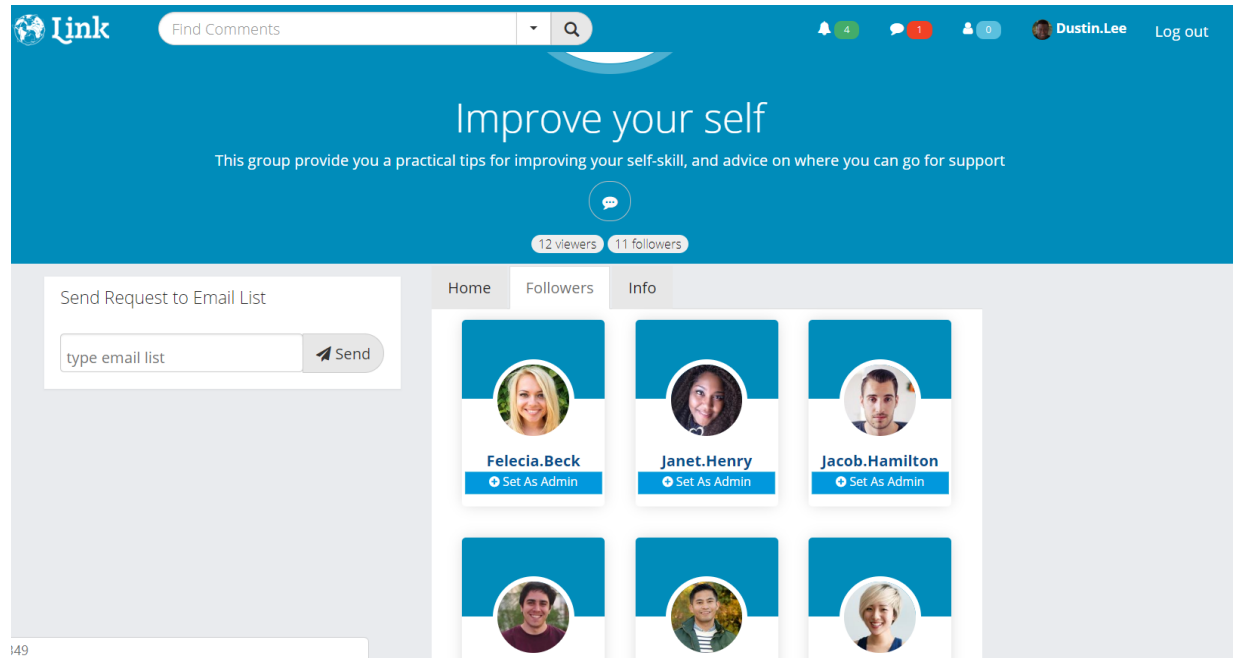 Link
Find Comments
4
1
0
Dustin.Lee
Log out
Improve your self
This group provide you a practical tips for improving your self-skill, and advice on where you can go for support
12 viewers
11 followers
Send Request to Email List
type email list
Send
Home
Followers
Info
Felecia.Beck
Janet.Henry
Jacob.Hamilton
Set As Admin
Set As Admin
Set As Admin
349